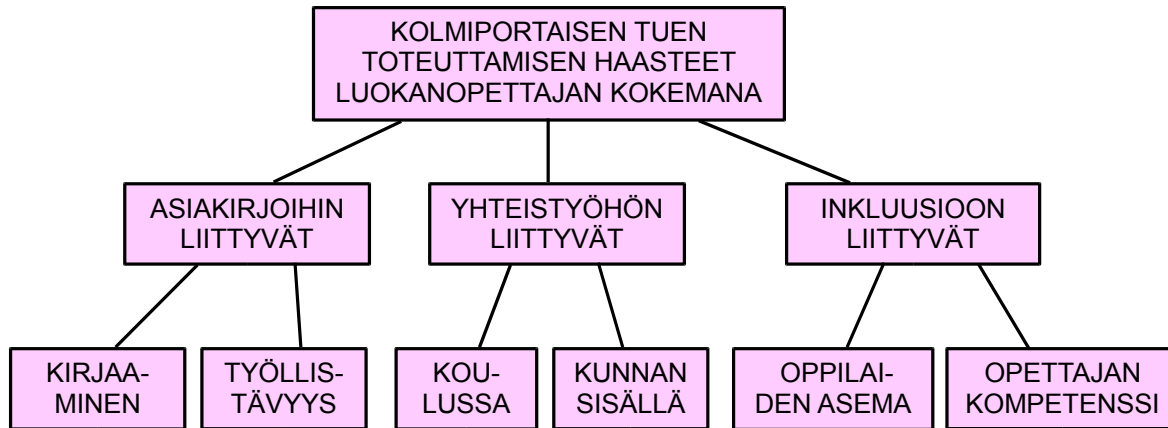 KOLMIPORTAISEN TUEN
TOTEUTTAMISEN HAASTEET
LUOKANOPETTAJAN KOKEMANA
ASIAKIRJOIHIN
LIITTYVÄT
YHTEISTYÖHÖN
LIITTYVÄT
INKLUUSIOON
LIITTYVÄT
KIRJAA-
MINEN
TYÖLLIS-
TÄVYYS
KOU-
LUSSA
KUNNAN
SISÄLLÄ
OPPILAI-
DEN ASEMA
OPETTAJAN
KOMPETENSSI